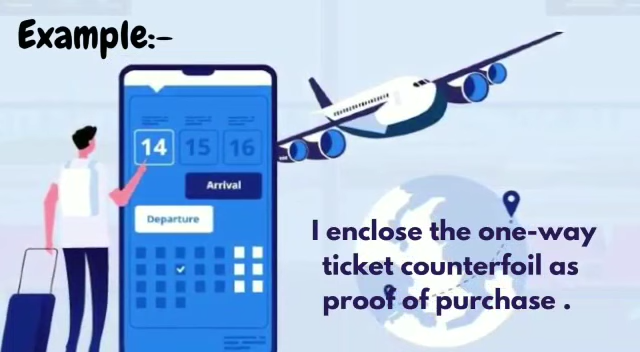 Example:-
14 15 16
Arrival
Departure
I enclose the one-way
ticket counterfoil as
proof of purchase .